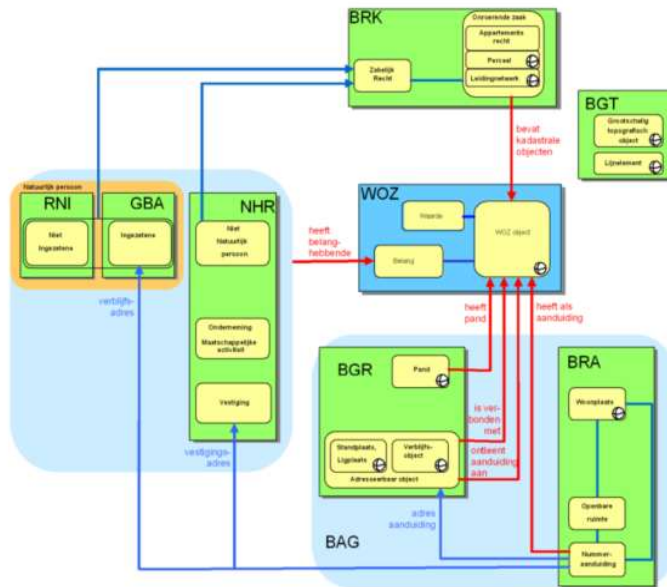 BRK
Onroerende zaak
Appartements
recht
Perceel
Leidingnetwerk
Zakelijk
Recht
BGT
Grootschalig
topografisch
object
Lijnelement
bevat
kadastrale
objecten
Natuurlijk persoon
RNI
GBA
NHR
Niet
Ingezetene
Ingezetene
Niet
Natuurlijk
persoon
Onderneming
Maatschappelijke
activiteit
Vestiging
heeft
belang-
hebbende
WOZ
Waarde
Belang
WOZ object
verblijfs-
adres
vestigings-
adres
heeft
pand
heeft als
aanduiding
BGR
Pand
is ver-
bonden
met
Standplaats,
Ligplaats
Verblijfs-
object
Adresseerbaar object
ontleent
aanduiding
aan
adres
aanduiding
BRA
Woonplaats
Openbare
ruimte
Nummer-
aanduiding
BAG